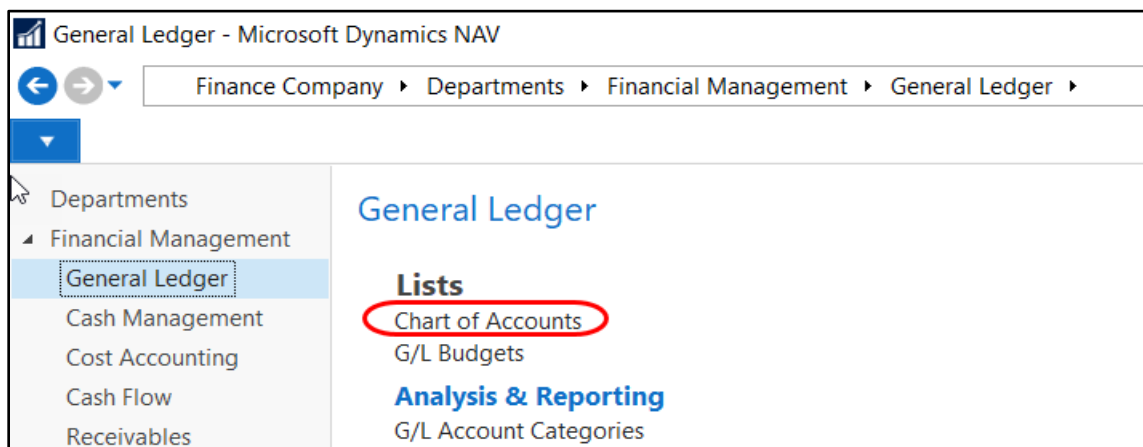 General Ledger - Microsoft Dynamics NAV
Finance Company Departments Financial Management General Ledger
Departments
Financial Management
General Ledger
Cash Management
Cost Accounting
Cash Flow
Receivables
General Ledger
Lists
Chart of Accounts
G/L Budgets
Analysis & Reporting
G/L Account Categories